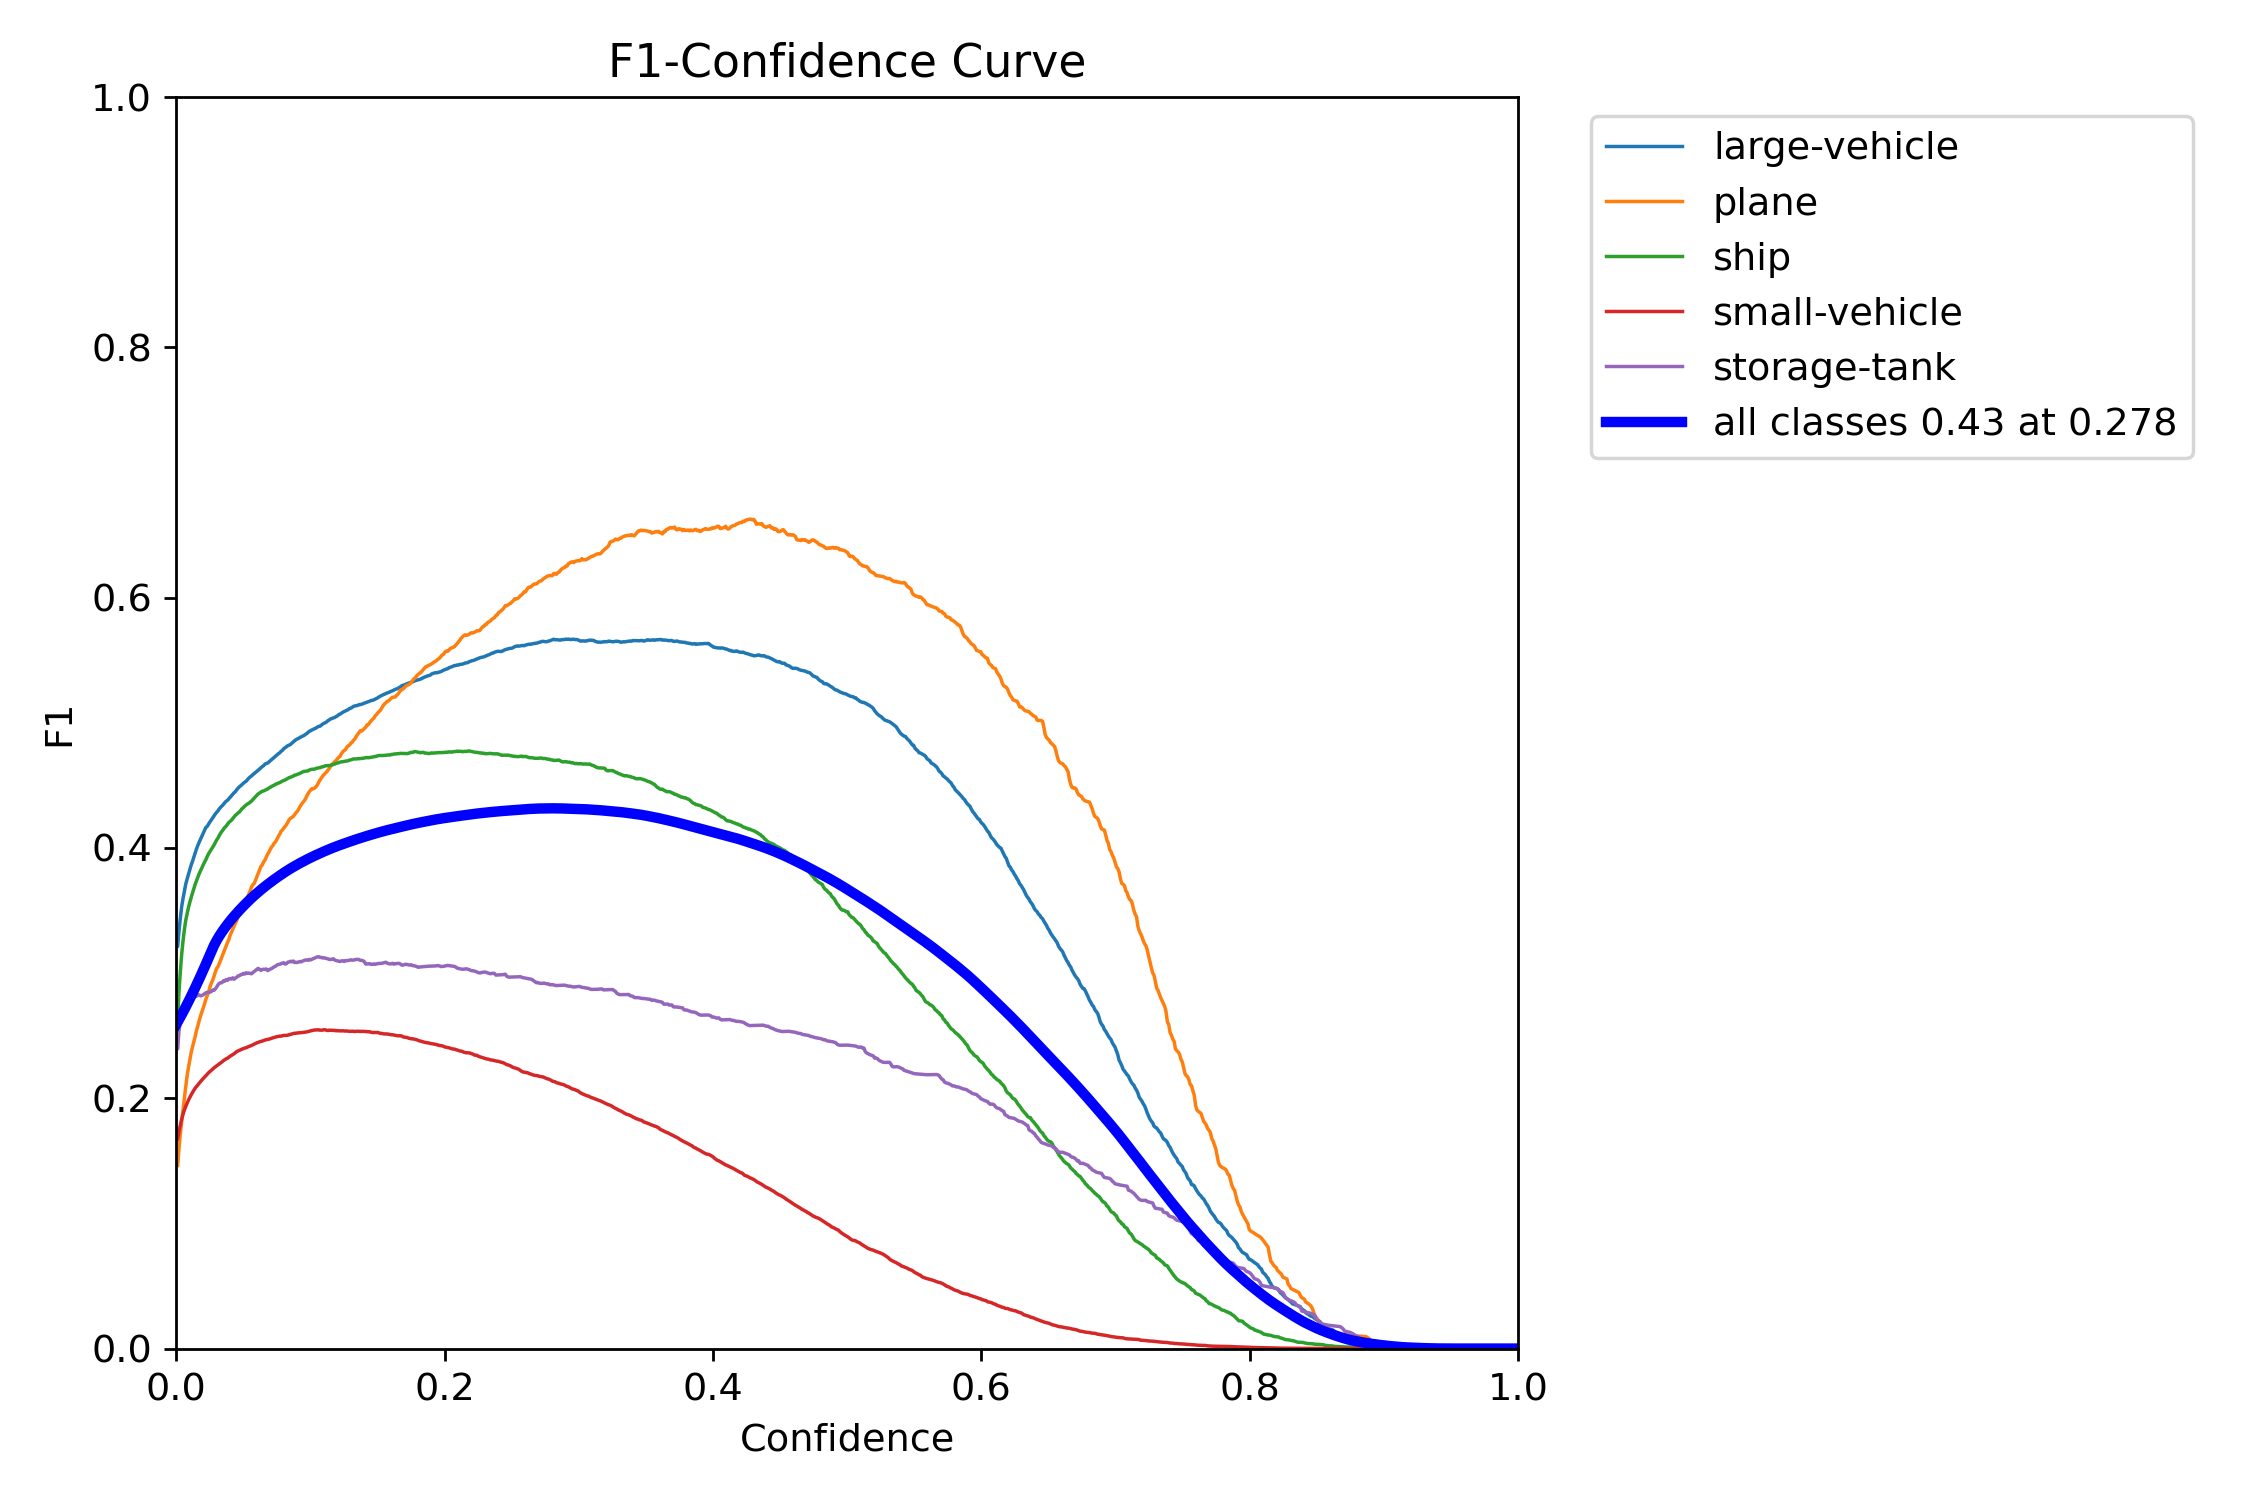 F1-Confidence Curve
1.0
0.8
0.6
0.4
0.2
0.0
F1
0.0 0.2 0.4 0.6 0.8 1.0
Confidence
large-vehicle
plane
ship
small-vehicle
storage-tank
all classes 0.43 at 0.278